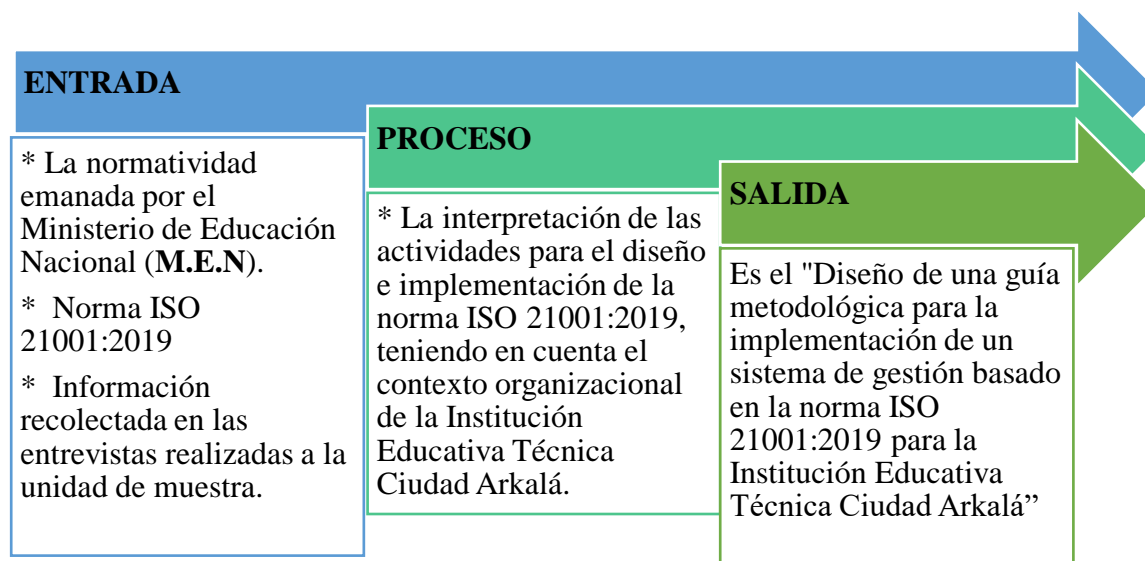 ENTRADA
* La normatividad
emanada por el
Ministerio de Educación
Nacional (M.E.N).
* Norma ISO
21001:2019
* Información
recolectada en las
entrevistas realizadas a la
unidad de muestra.
PROCESO
* La interpretación de las
actividades para el diseño
e implementación de la
norma ISO 21001:2019,
teniendo en cuenta el
contexto organizacional
de la Institución
Educativa Técnica
Ciudad Arkalá.
SALIDA
Es el "Diseño de una guía
metodológica para la
implementación de un
sistema de gestión basado
en la norma ISO
21001:2019 para la
Institución Educativa
Técnica Ciudad Arkalá”